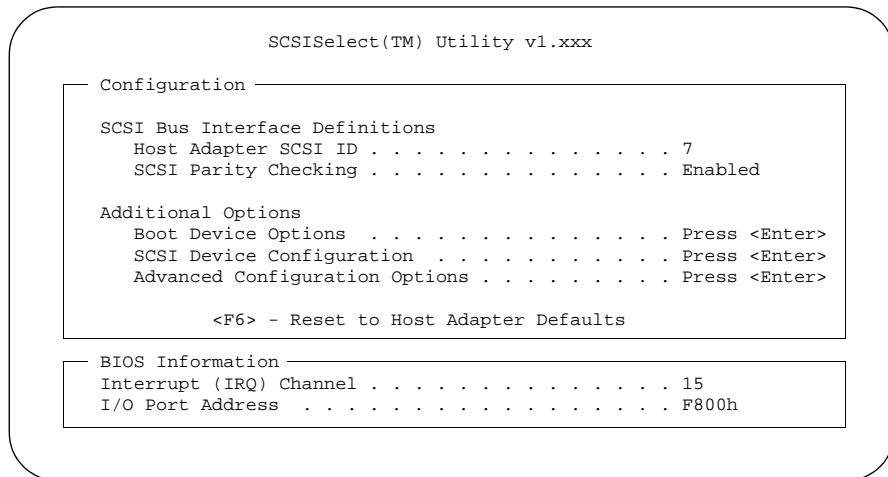 SCSISelect(TM) Utility v1.xxx
Configuration
SCSI Bus Interface Definitions
Host Adapter SCSI ID . . . . . . . . . . . . . . 7
SCSI Parity Checking . . . . . . . . . . . . . . Enabled
Additional Options
Boot Device Options . . . . . . . . . . . . . . Press <Enter>
SCSI Device Configuration . . . . . . . . . . . Press <Enter>
Advanced Configuration Options . . . . . . . . . Press <Enter>
<F6> - Reset to Host Adapter Defaults
BIOS Information
Interrupt (IRQ) Channel . . . . . . . . . . . . . . 15
I/O Port Address . . . . . . . . . . . . . . . . . F800h